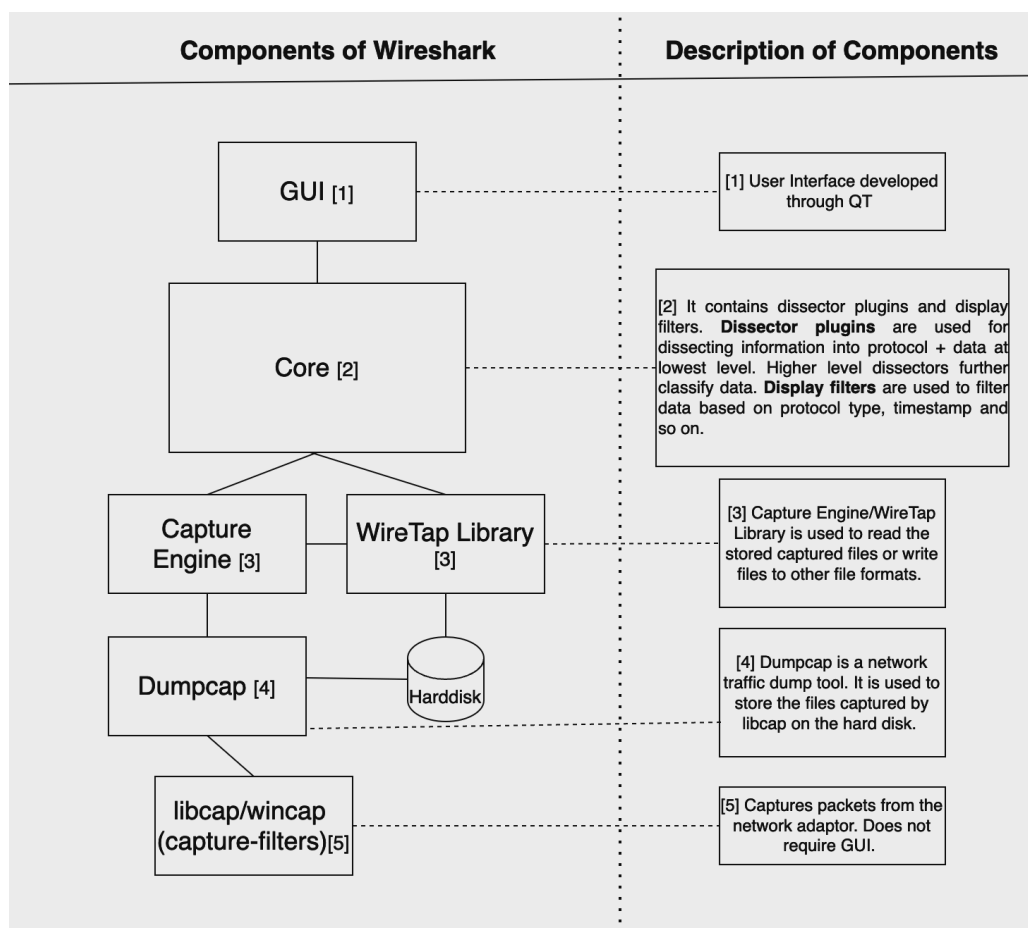 Components of Wireshark
Description of Components
GUI [1]
[1] User Interface developed
through QT
Core [2]
[2] It contains dissector plugins and display
filters. Dissector plugins are used for
dissecting information into protocol + data at
lowest level. Higher level dissectors further
classify data. Display filters are used to filter
data based on protocol type, timestamp and
so on.
Capture
Engine [3]
WireTap Library
[3]
[3] Capture Engine/WireTap
Library is used to read the
stored captured files or write
files to other file formats.
Dumpcap [4]
Harddisk
[4] Dumpcap is a network
traffic dump tool. It is used to
store the files captured by
libcap on the hard disk.
libcap/wincap
(capture-filters)[5]
[5] Captures packets from the
network adaptor. Does not
require GUI.